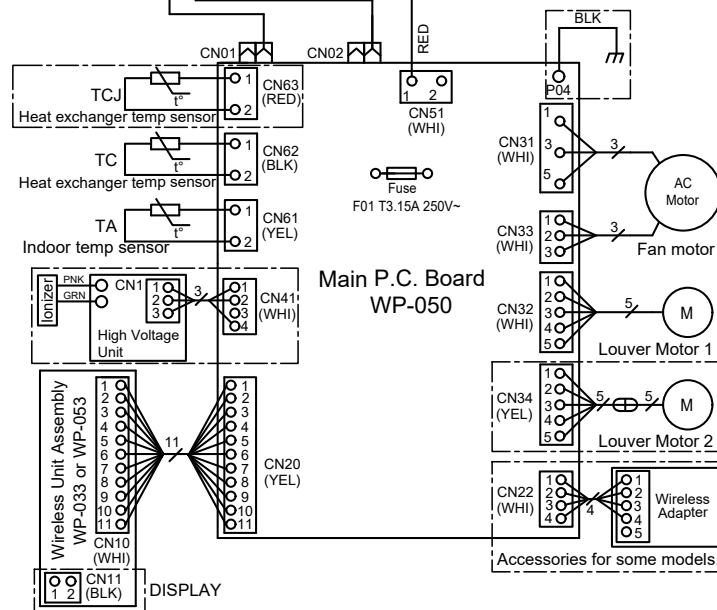 BLK
RED
CN01
CN02
P04
1
2
CN63
(RED)
TCJ
t°
Heat exchanger temp sensor
1 2
CN51
(WHI)
1
2
CN62
(BLK)
TC
t°
Heat exchanger temp sensor
1
3
5
CN31
(WHI)
3
AC
Motor
Fuse
F01 T3.15A 250V~
1
2
CN61
(YEL)
TA
t°
Indoor temp sensor
1
2
3
CN33
(WHI)
3
Fan motor
Main P.C. Board
WP-050
Ionizer
PNK
GRN
CN1
1
2
3
3
1
2
3
4
CN41
(WHI)
High Voltage
Unit
1
2
3
4
5
CN32
(WHI)
5
M
Louver Motor 1
1
2
3
4
5
CN34
(YEL)
5
5
M
Louver Motor 2
Wireless Unit Assembly
WP-033 or WP-053
1
2
3
4
5
6
7
8
9
10
11
CN10
(WHI)
11
1
2
3
4
5
6
7
8
9
10
11
CN20
(YEL)
1
2
3
4
CN22
(WHI)
4
1
2
3
4
5
Wireless
Adapter
Accessories for some models.
1 2
CN11
(BLK)
DISPLAY